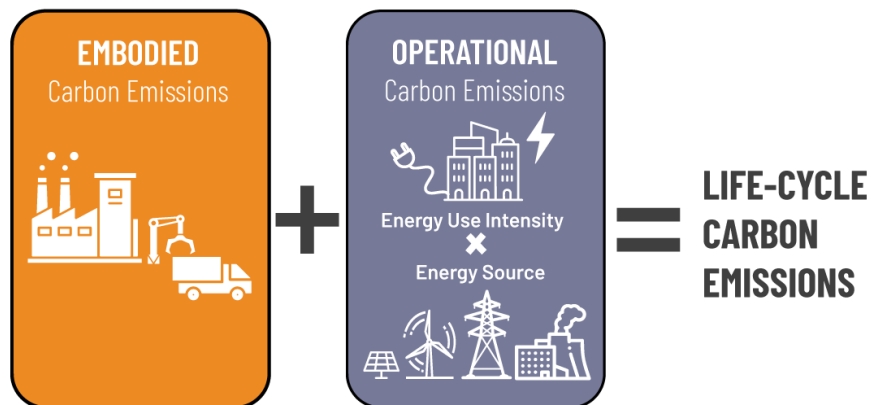 EMBODIED
Carbon Emissions
+
OPERATIONAL
Carbon Emissions
Energy Use Intensity
×
Energy Source
=
LIFE-CYCLE
CARBON
EMISSIONS